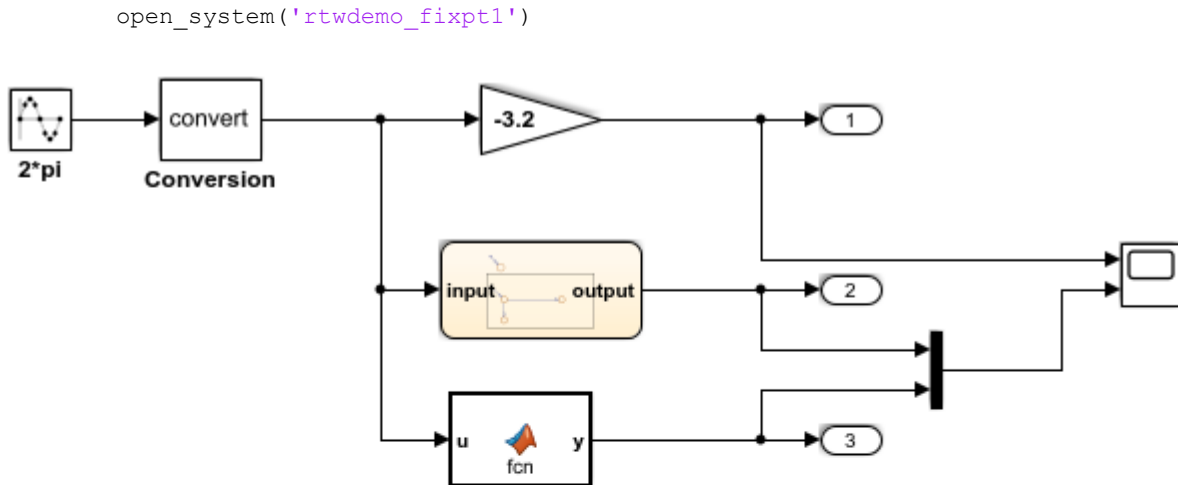 open_system('rtwdemo_fixpt1')
convert
-3.2
1
2*pi
Conversion
input
output
2
u
y
fcn
3